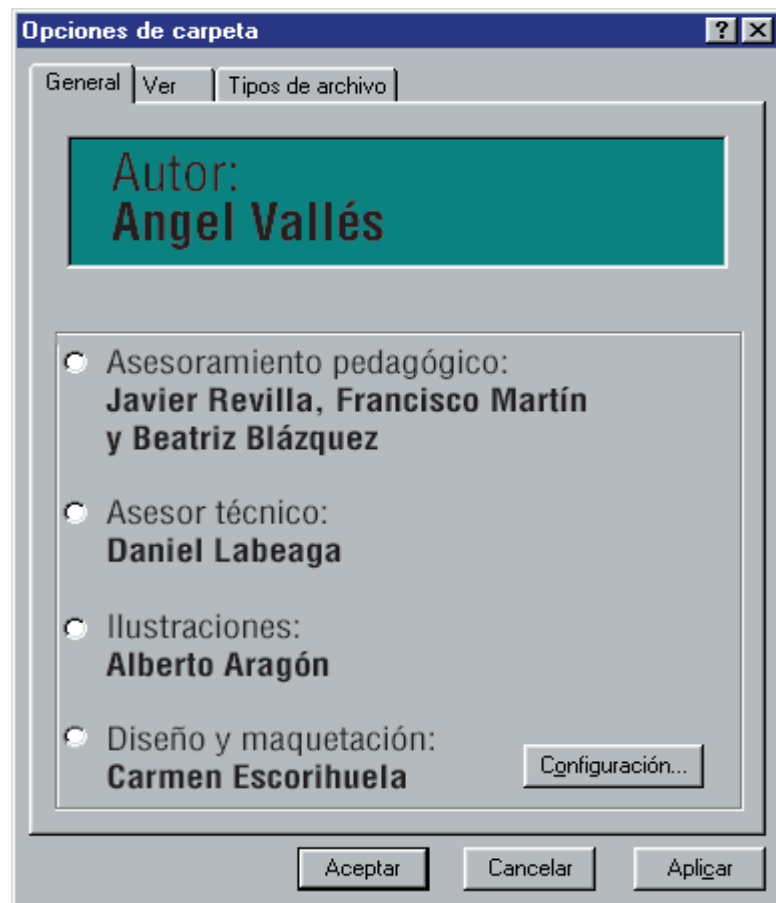 Opciones de carpeta
General Ver Tipos de archivo
Autor:
Angel Vallés
Asesoramiento pedagógico:
Javier Revilla, Francisco Martín
y Beatriz Blázquez
Asesor técnico:
Daniel Labeaga
Ilustraciones:
Alberto Aragón
Diseño y maquetación:
Carmen Escorihuela
Configuración...
Aceptar Cancelar Aplicar